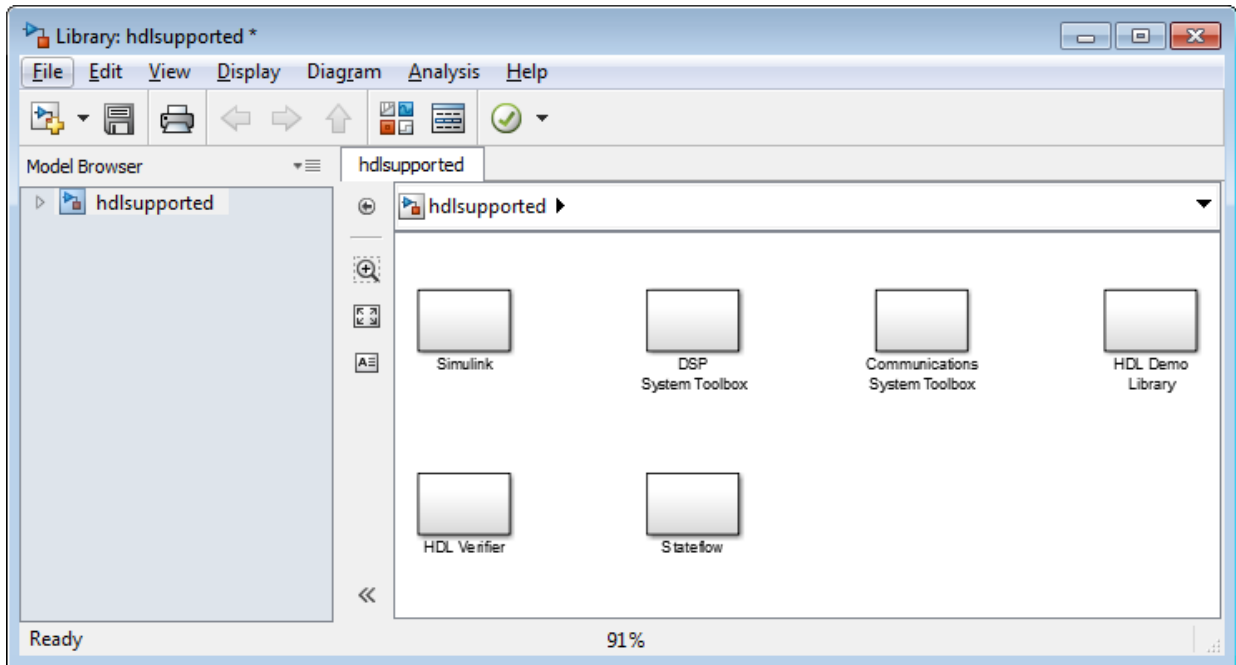 Library: hdlsupported *
File Edit View Display Diagram Analysis Help
Model Browser
hdlsupported
hdlsupported
hdlsupported
Simulink
DSP
System Toolbox
Communications
System Toolbox
HDL Demo
Library
HDL Verifier
Stateflow
Ready
91%